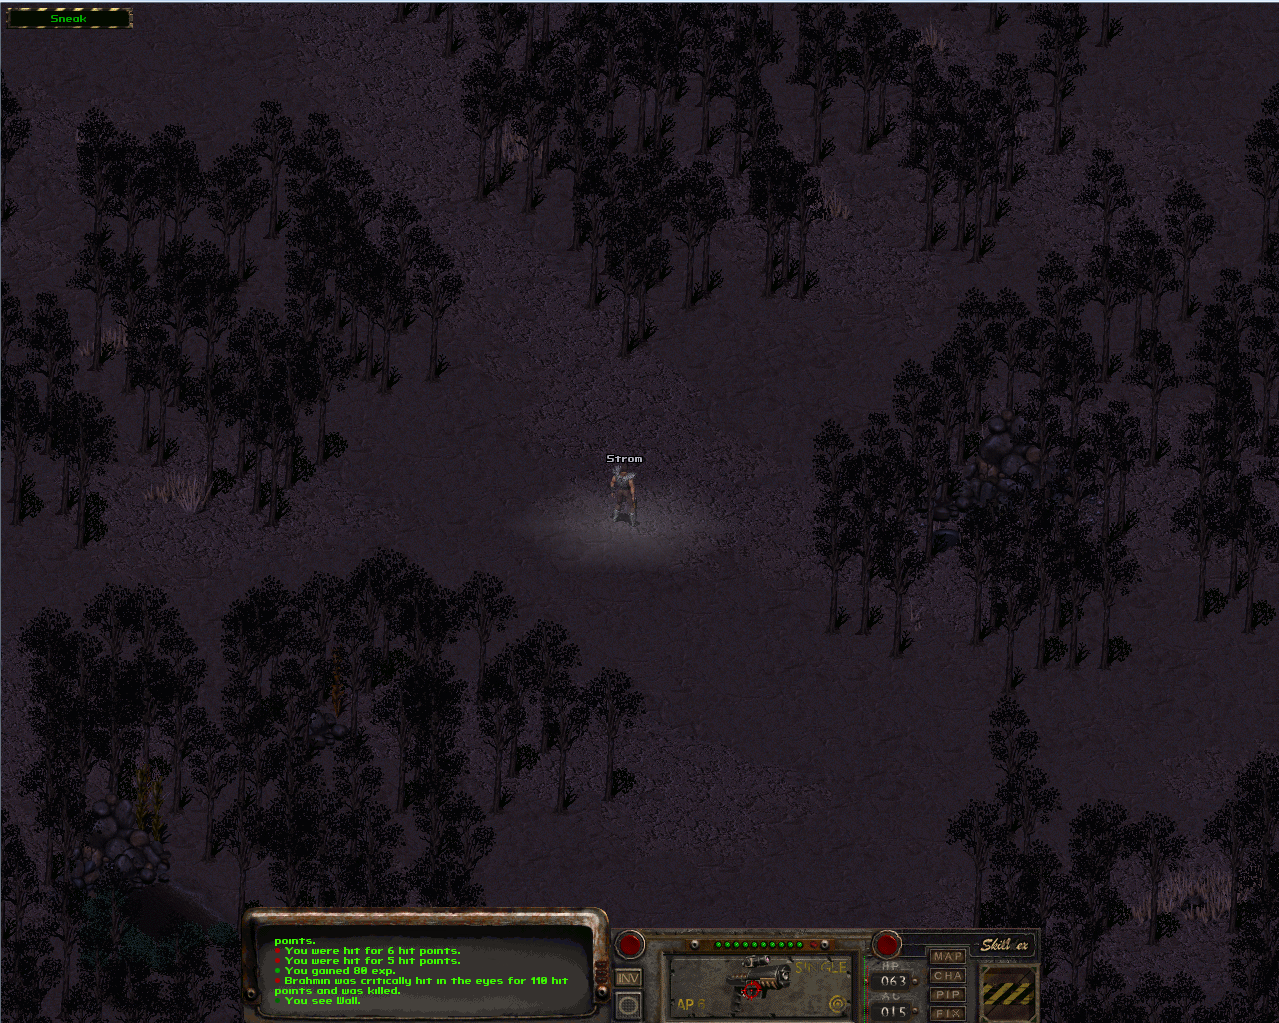 Sneak
Strom
points.
You were hit for 6 hit points.
You were hit for 5 hit points.
You gained 80 exp.
Brahmin was critically hit in the eyes for 110 hit
points and was killed.
You see Wall.
INV
SINGLE
AP
HP
063
AC
015
MAP
CHA
PIP
FIX